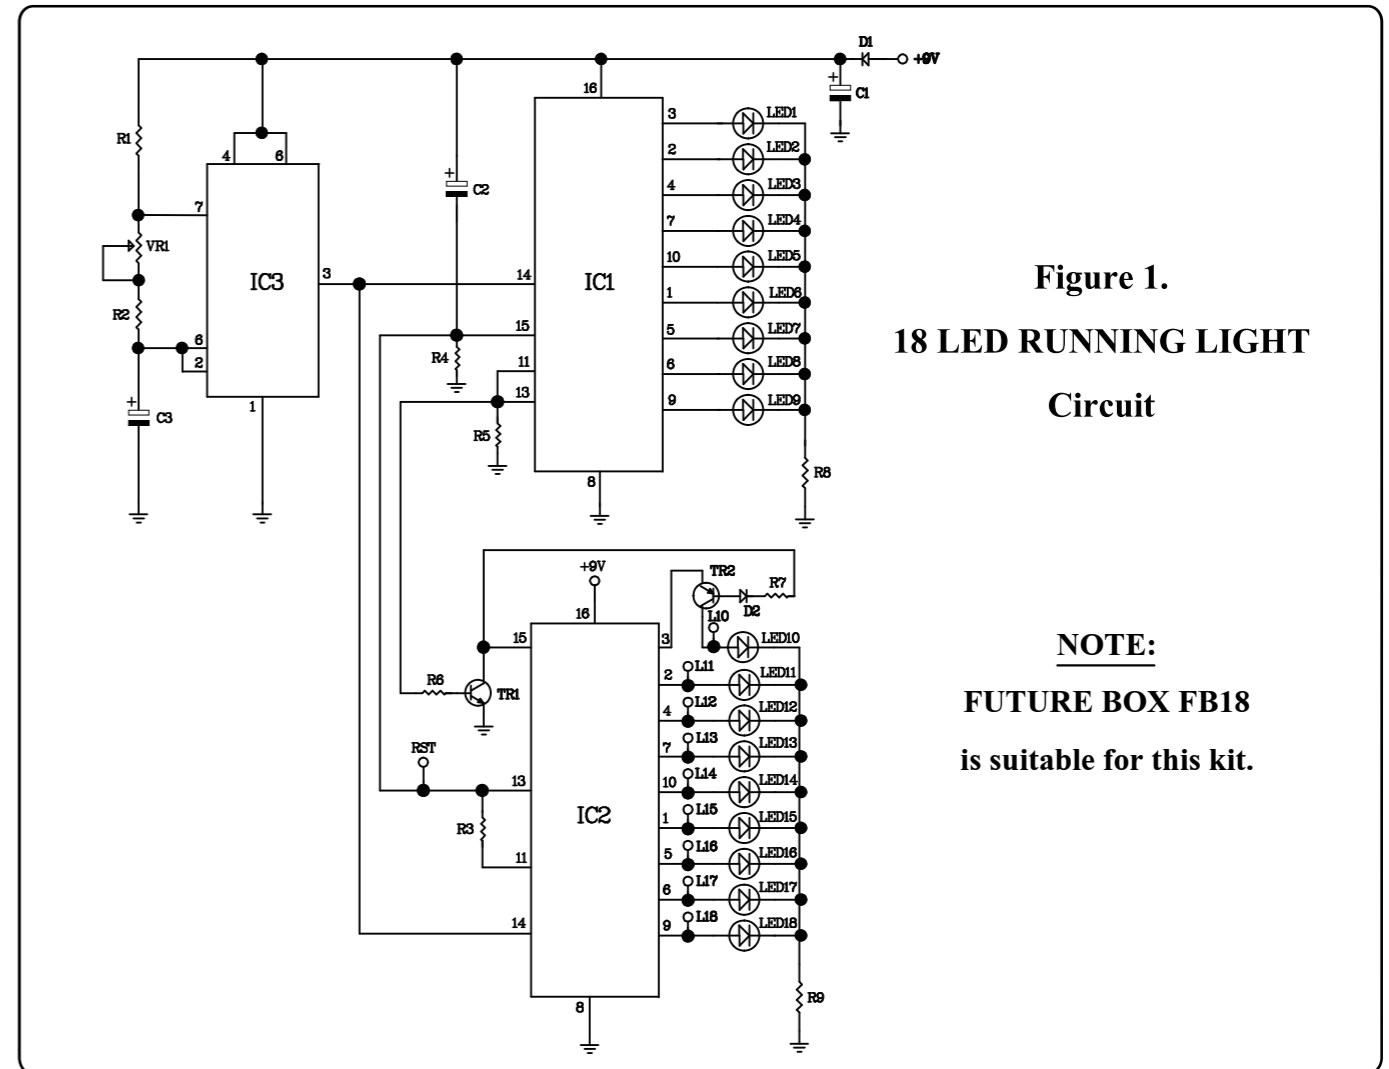 D1
+9V
C1
16
R1
4
6
7
VR1
R2
6
2
C3
1
IC3
3
C2
14
15
R4
11
13
R5
IC1
8
3
LED1
2
LED2
4
LED3
7
LED4
10
LED5
1
LED6
5
LED7
6
LED8
9
LED9
R8
Figure 1.
18 LED RUNNING LIGHT
Circuit
+9V
16
TR2
R7
D2
L10
15
3
LED10
R6
TR1
2
L11
LED11
4
L12
LED12
RST
7
L13
LED13
13
10
L14
LED14
R3
IC2
1
L15
LED15
11
5
L16
LED16
6
L17
LED17
14
9
L18
LED18
8
R9
NOTE:
FUTURE BOX FB18
is suitable for this kit.